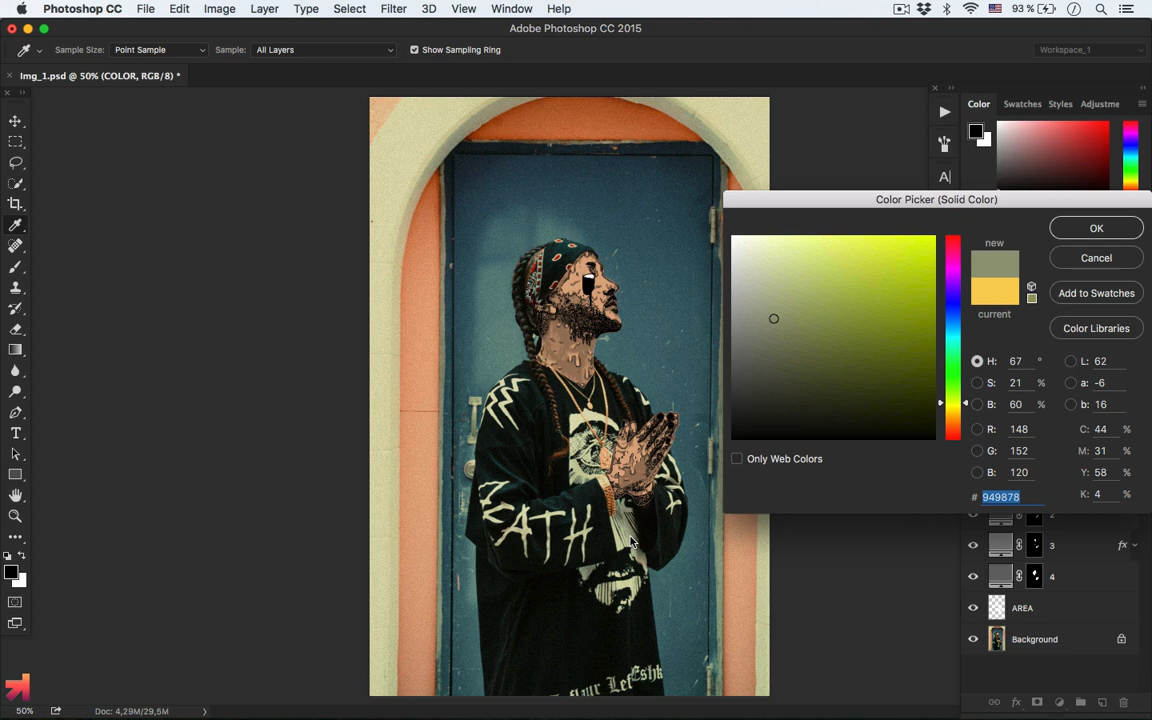 Photoshop CC File Edit Image Layer Type Select Filter 3D View Window Help 93 %
Adobe Photoshop CC 2015
Sample Size: Point Sample Sample: All Layers Show Sampling Ring Workspace_1
Img_1.psd @ 50% (COLOR, RGB/8) *
Color Swatches Styles Adjustme
A|
Color Picker (Solid Color)
new
current
OK
Cancel
Add to Swatches
Color Libraries
H: 67 ° L: 62
S: 21 % a: -6
B: 60 % b: 16
R: 148 C: 44 %
G: 152 M: 31 %
B: 120 Y: 58 %
# 949878 K: 4 %
Only Web Colors
2
3 fx
4
AREA
Background
EATH
50% Doc: 4,29M/29,5M
fx